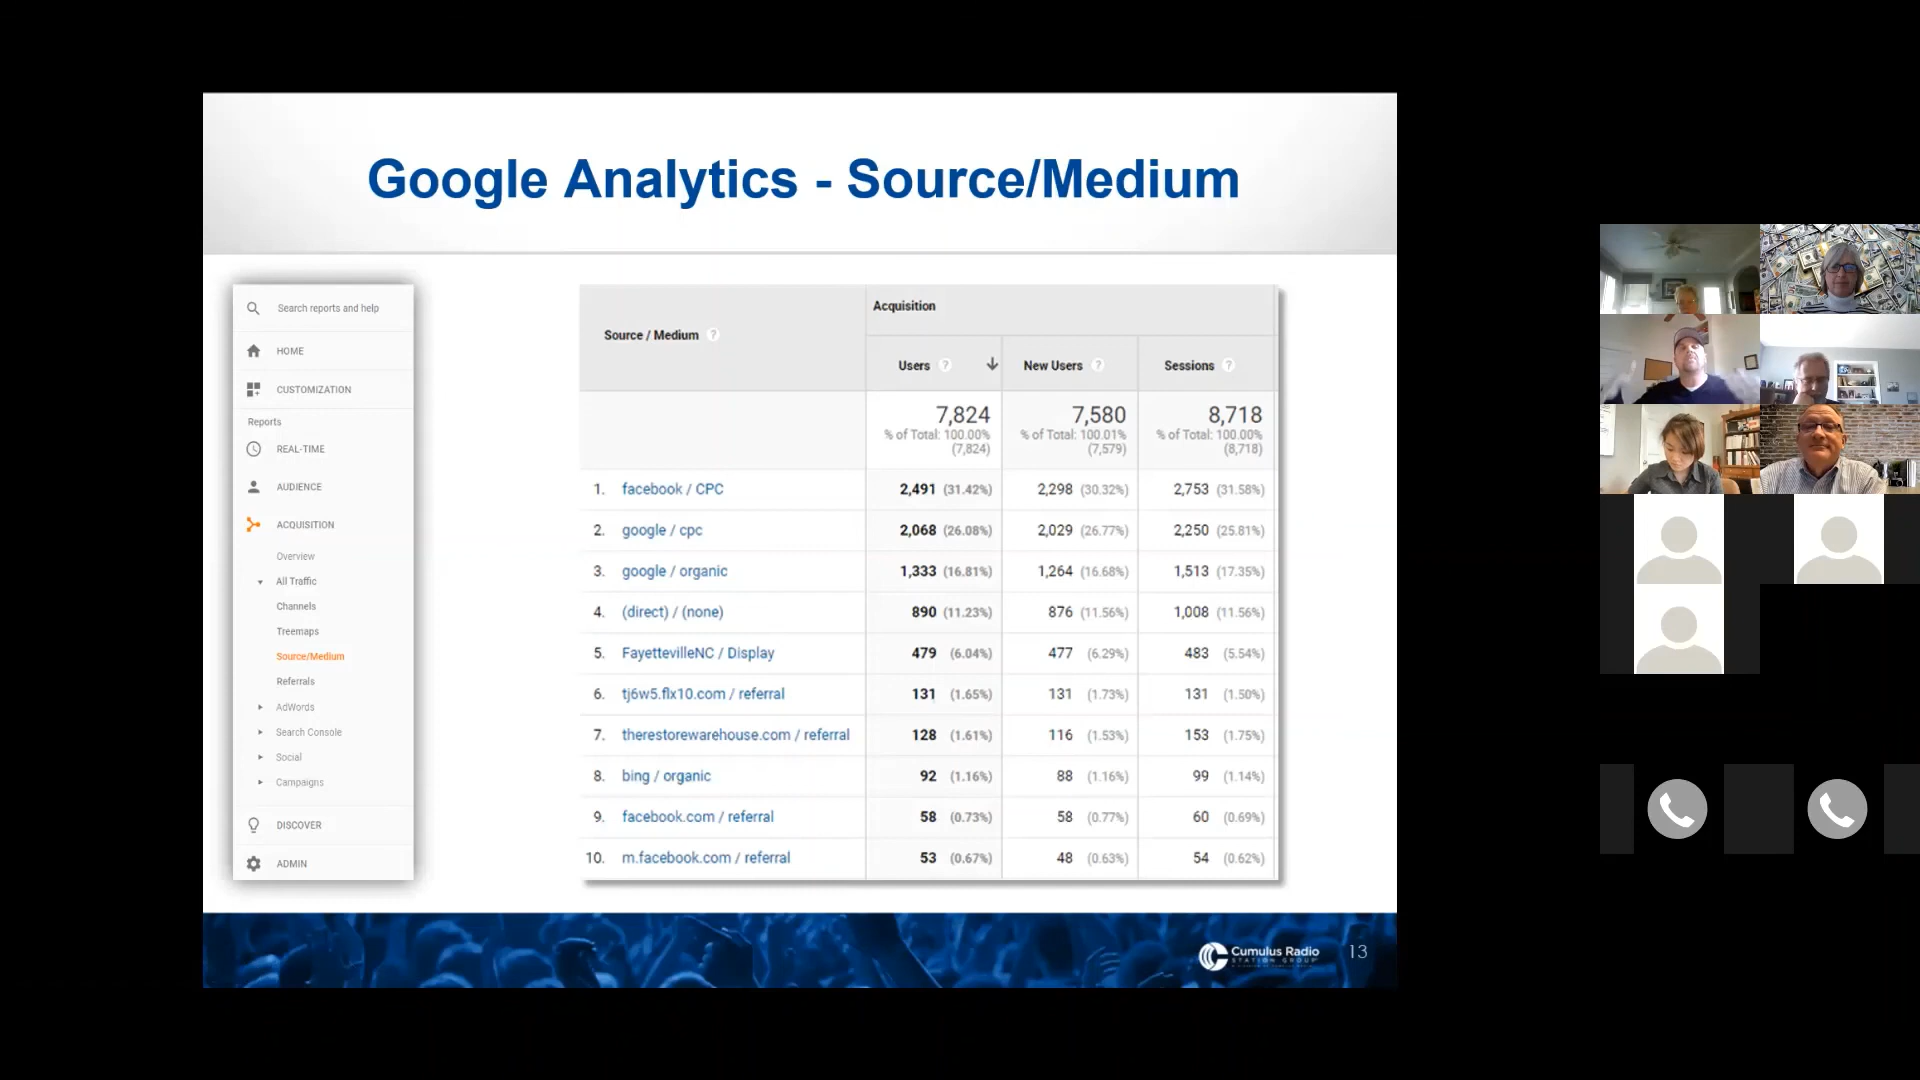 Google Analytics - Source/Medium
Search reports and help
HOME
CUSTOMIZATION
Reports
REAL-TIME
AUDIENCE
ACQUISITION
Overview
All Traffic
Channels
Treemaps
Source/Medium
Referrals
AdWords
Search Console
Social
Campaigns
DISCOVER
ADMIN
Source / Medium ?
Acquisition
Users ? New Users ? Sessions ?
7,824 7,580 8,718
% of Total: 100.00% % of Total: 100.01% % of Total: 100.00%
(7,824) (7,579) (8,718)
1. facebook / CPC 2,491 (31.42%) 2,298 (30.32%) 2,753 (31.58%)
2. google / cpc 2,068 (26.08%) 2,029 (26.77%) 2,250 (25.81%)
3. google / organic 1,333 (16.81%) 1,264 (16.68%) 1,513 (17.35%)
4. (direct) / (none) 890 (11.23%) 876 (11.56%) 1,008 (11.56%)
5. FayettevilleNC / Display 479 (6.04%) 477 (6.29%) 483 (5.54%)
6. tj6w5.flx10.com / referral 131 (1.65%) 131 (1.73%) 131 (1.50%)
7. therestorewarehouse.com / referral 128 (1.61%) 116 (1.53%) 153 (1.75%)
8. bing / organic 92 (1.16%) 88 (1.16%) 99 (1.14%)
9. facebook.com / referral 58 (0.73%) 58 (0.77%) 60 (0.69%)
10. m.facebook.com / referral 53 (0.67%) 48 (0.63%) 54 (0.62%)
Cumulus Radio
STATION GROUP
13